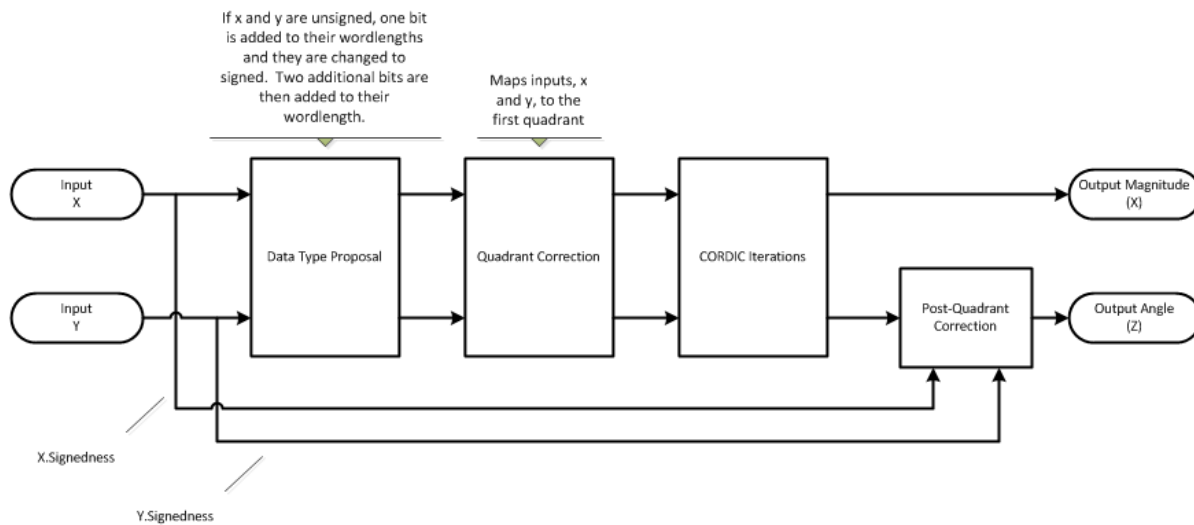 If x and y are unsigned, one bit
is added to their wordlengths
and they are changed to
signed. Two additional bits are
then added to their
wordlength.
Maps inputs, x
and y, to the
first quadrant
Input
X
Data Type Proposal
Quadrant Correction
CORDIC Iterations
Output Magnitude
(X)
Input
Y
Post-Quadrant
Correction
Output Angle
(Z)
X.Signedness
Y.Signedness